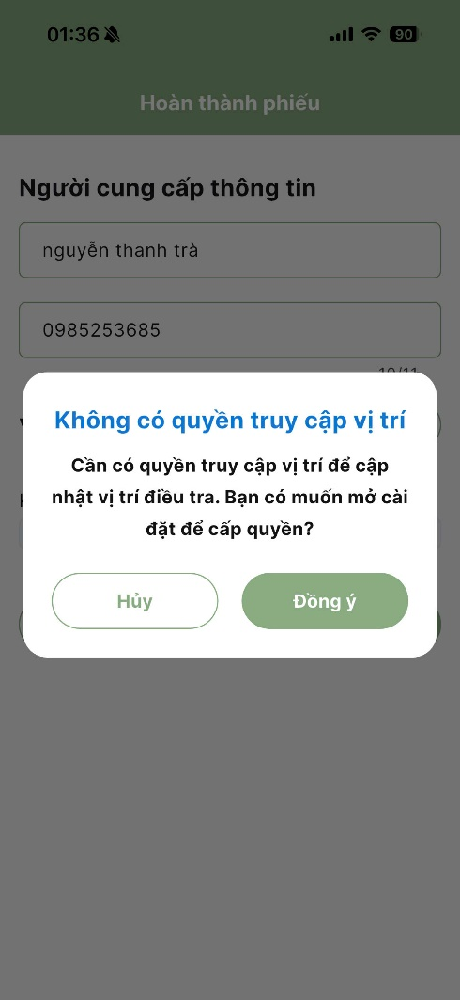 01:36
90
Hoàn thành phiếu
Người cung cấp thông tin
nguyễn thanh trà
0985253685
Không có quyền truy cập vị trí
Cần có quyền truy cập vị trí để cập
nhật vị trí điều tra. Bạn có muốn mở cài
đặt để cấp quyền?
Hủy
Đồng ý